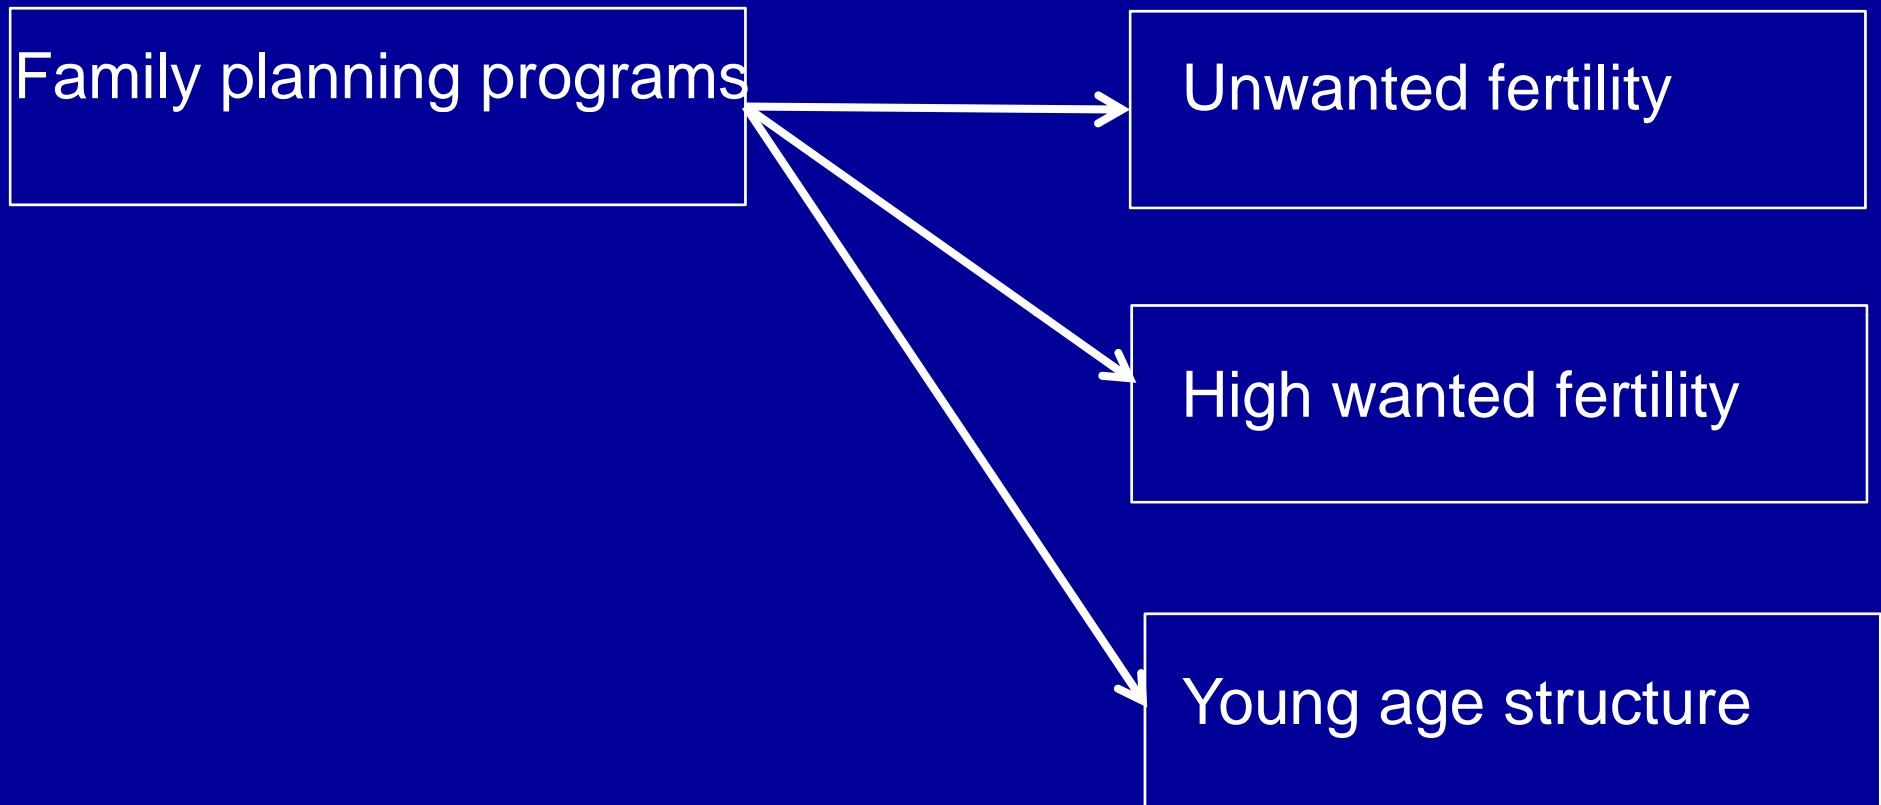 Family planning programs
Unwanted fertility
High wanted fertility
Young age structure